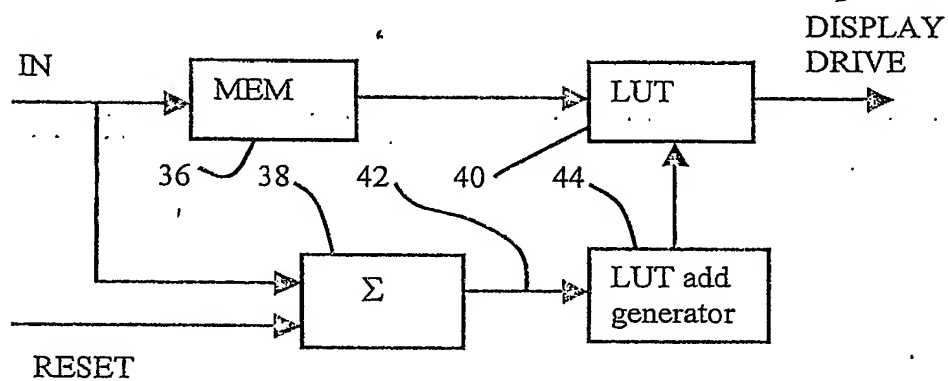 DISPLAY
DRIVE
IN
MEM
LUT
36
38
42
40
44
Σ
LUT add
generator
RESET